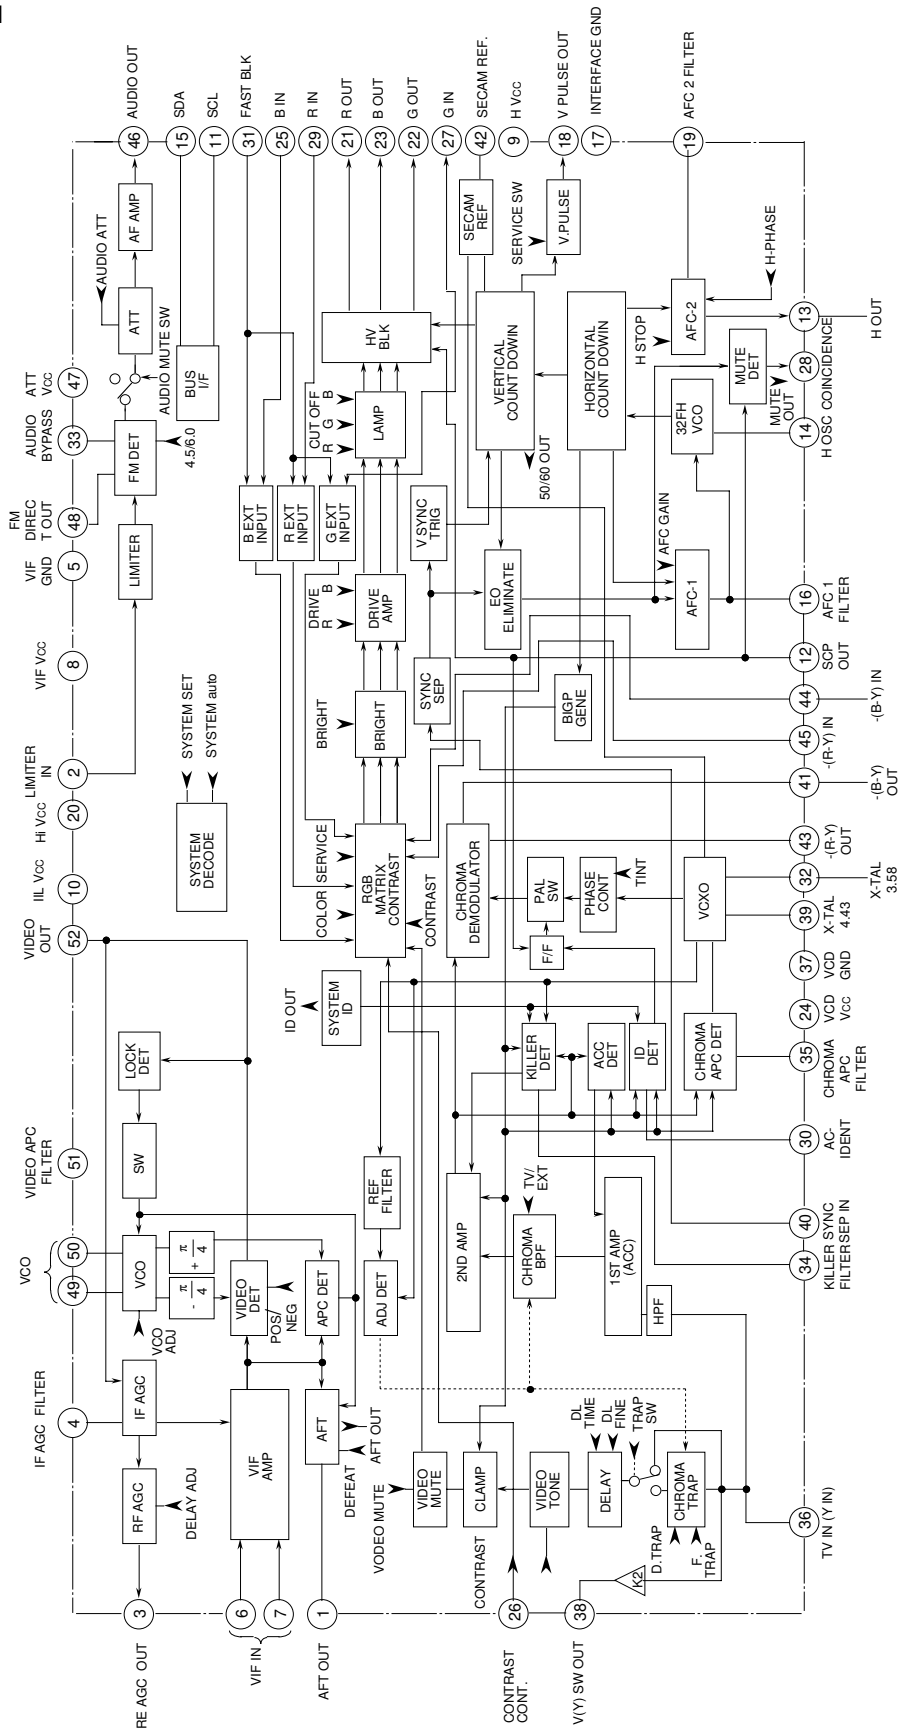 AUDIO OUT
SDA
SCL
FAST BLK
B IN
R IN
R OUT
B OUT
G OUT
G IN
SECAM REF.
H VCC
V PULSE OUT
INTERFACE GND
AFC 2 FILTER
46
15
11
31
25
29
21
23
22
27
42
9
18
17
19
AF AMP
AUDIO ATT
ATT
AUDIO MUTE SW
BUS
I/F
FM DET
4.5/6.0
LIMITER
ATT
VCC
47
AUDIO
BYPASS
33
FM
DIREC
T OUT
48
VIF
GND
5
VIF VCC
8
LIMITER
IN
2
Hi VCC
20
IIL VCC
10
VIDEO
OUT
52
VIDEO APC
FILTER
51
VCO
50
49
IF AGC FILTER
4
SECAM
REF
SERVICE SW
V.PULSE
HV
BLK
VERTICAL
COUNT DOWIN
HORIZONTAL
COUNT DOWIN
H STOP
AFC-2
H-PHASE
13
H OUT
MUTE
DET
MUTE
OUT
28
COINCIDENCE
32FH
VCO
14
H OSC
CUT OFF
R
G
B
LAMP
50/60 OUT
B EXT
INPUT
R EXT
INPUT
G EXT
INPUT
V SYNC
TRIG
AFC GAIN
DRIVE
R
B
DRIVE
AMP
EO
ELIMINATE
AFC-1
16
AFC 1
FILTER
12
SCP
OUT
SYNC
SEP
BIGP
GENE
44
-(B-Y) IN
45
-(R-Y) IN
41
-(B-Y)
OUT
SYSTEM SET
SYSTEM auto
SYSTEM
DECODE
BRIGHT
BRIGHT
COLOR
SERVICE
RGB
MATRIX
CONTRAST
CONTRAST
CHROMA
DEMODULATOR
PAL
SW
PHASE
CONT
TINT
VCXO
F/F
43
-(R-Y)
OUT
32
X-TAL
3.58
39
X-TAL
4.43
37
VCD
GND
24
VCD
VCC
LOCK
DET
SW
ID OUT
SYSTEM
ID
KILLER
DET
ACC
DET
ID
DET
CHROMA
APC DET
35
CHROMA
APC
FILTER
30
AC-
IDENT
VCO
VCO
ADJ
π
4
+
π
4
-
VIDEO
DET
POS/
NEG
APC DET
REF
FILTER
ADJ DET
2ND AMP
TV/
EXT
CHROMA
BPF
1ST AMP
(ACC)
HPF
40
SYNC
SEP IN
34
KILLER
FILTER
IF AGC
RF AGC
DELAY ADJ
VIF
AMP
AFT
AFT OUT
DEFEAT
VODEO MUTE
VIDEO
MUTE
CLAMP
CONTRAST
VIDEO
TONE
DELAY
DL
TIME
DL
FINE
TRAP
SW
CHROMA
TRAP
D.TRAP
F.
TRAP
K2
36
TV IN (Y IN)
3
6
7
1
26
38
RE AGC OUT
VIF IN
AFT OUT
CONTRAST
CONT.
V(Y) SW OUT